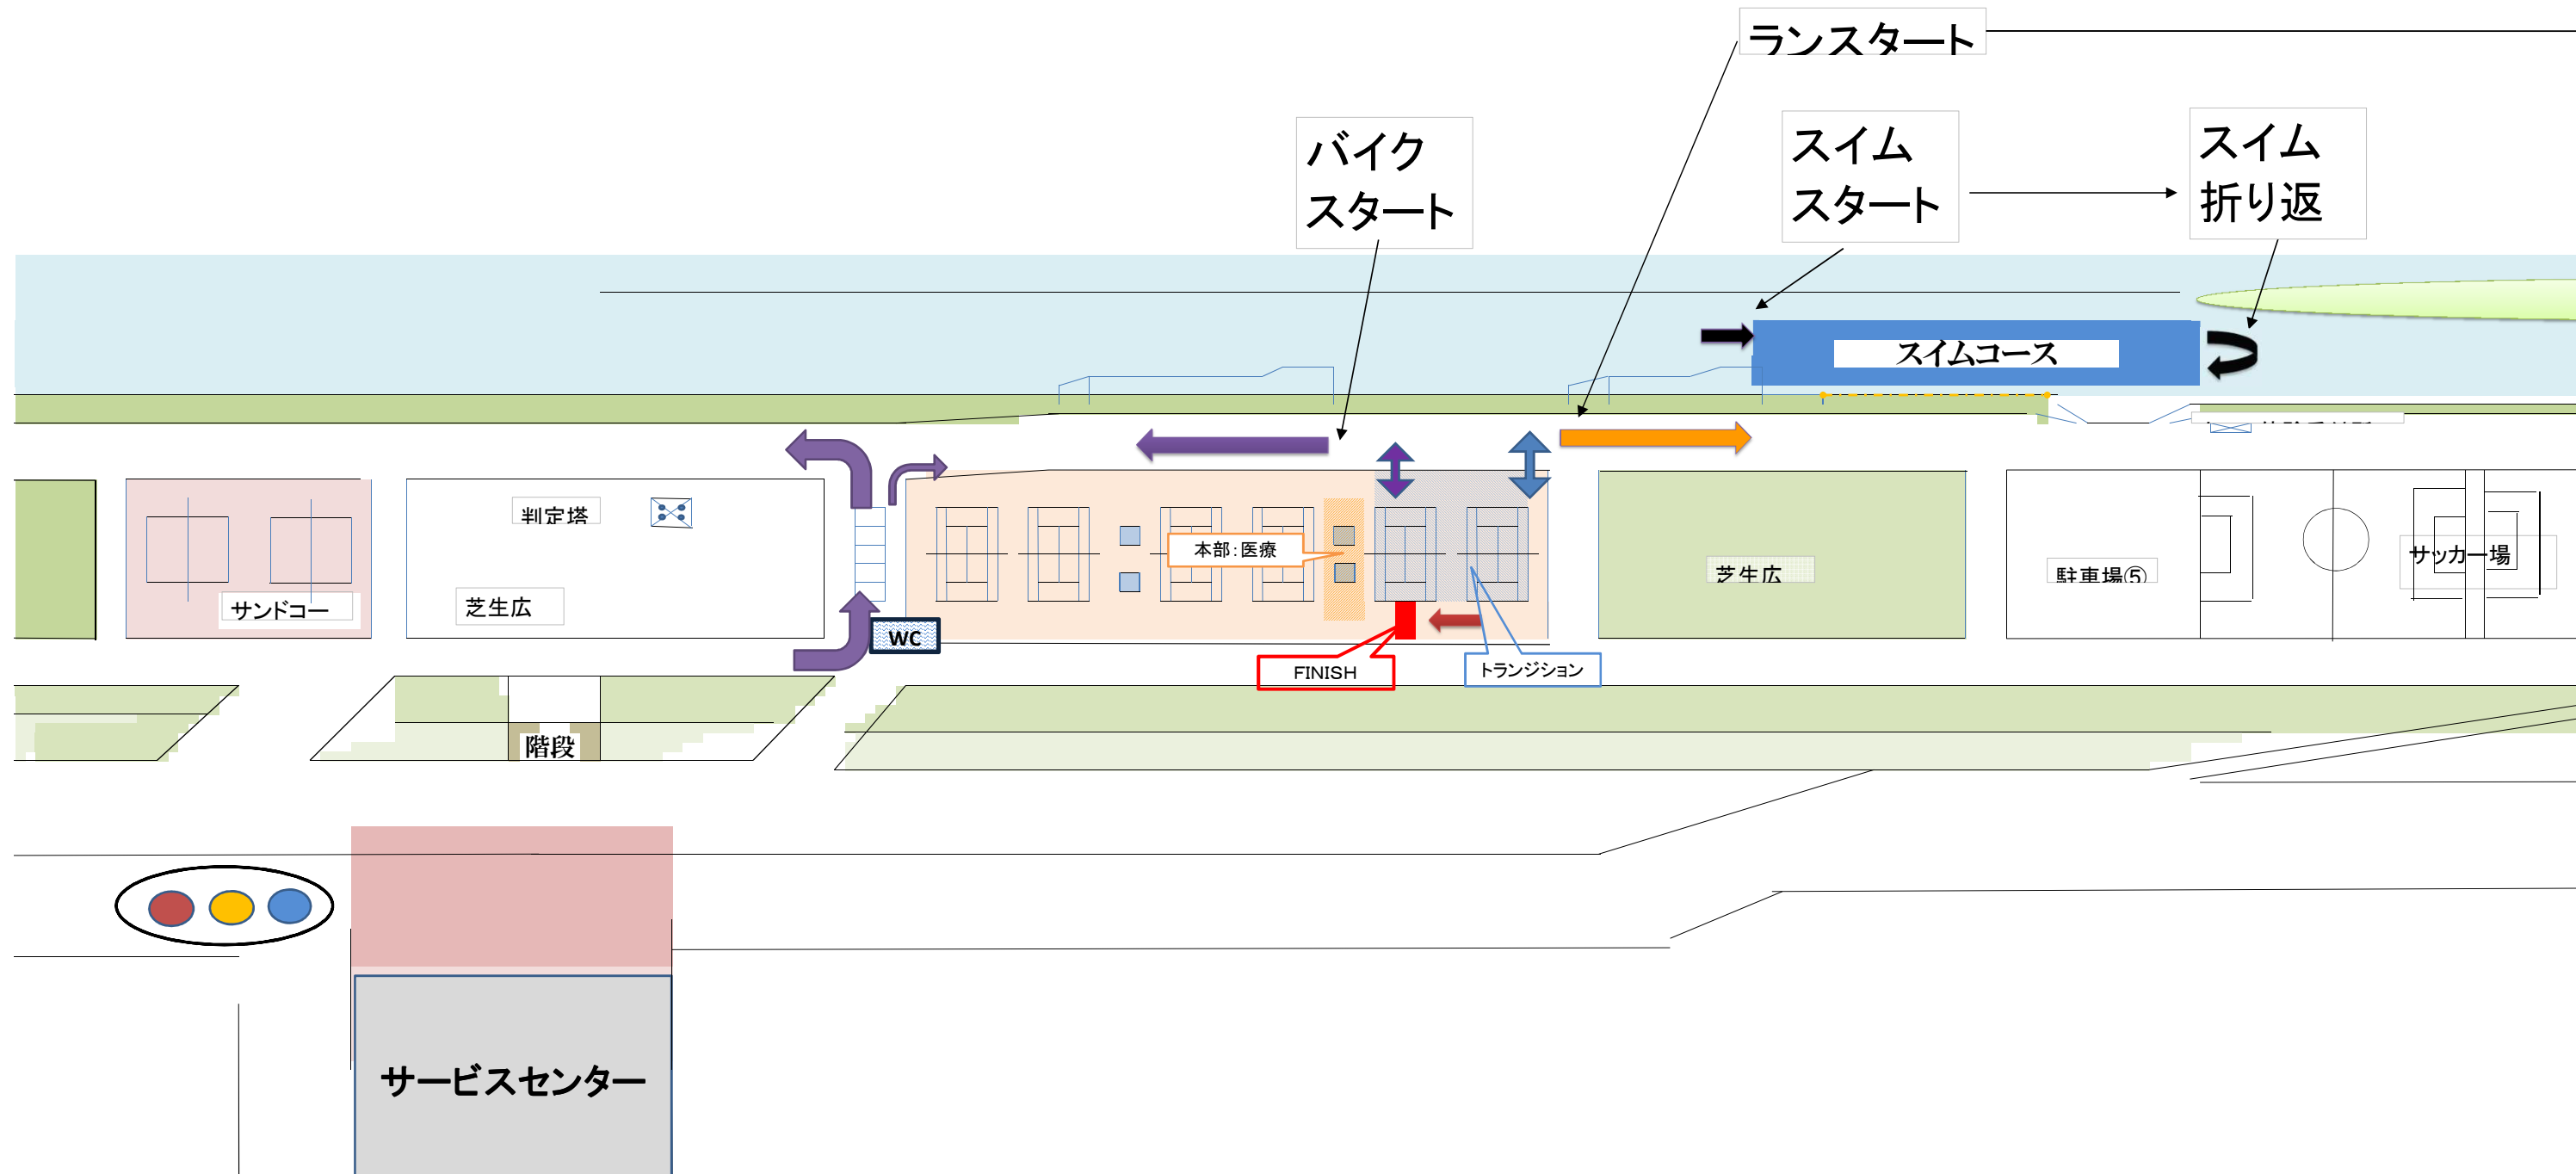 ランスタート
バイク
スタート
スイム
スタート
スイム
折り返
スイムコース
判定塔
芝生広
サンドコー
WC
本部:医療
FINISH
トランジション
芝生広
駐車場⑤
サッカー場
階段
サービスセンター